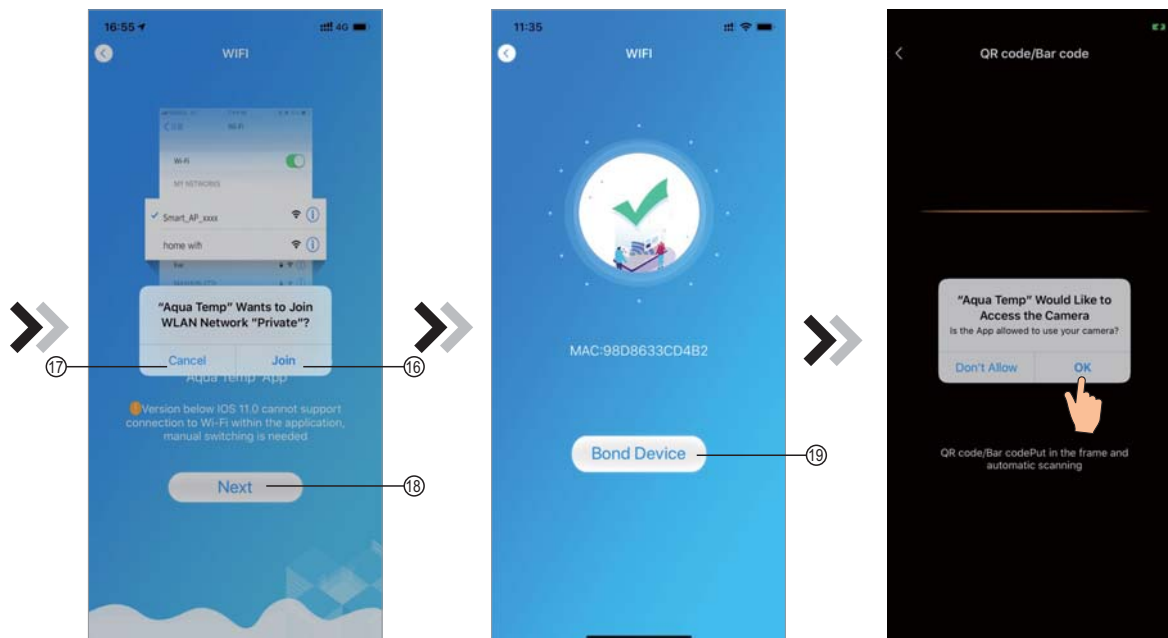 16:55
4G
WIFI
Wi-Fi
Wi-Fi
MY NETWORKS
Smart_AP_xxxx
home wifi
"Aqua Temp" Wants to Join
WLAN Network "Private"?
Cancel
Join
⑰
⑯
Aqua Temp App
Version below IOS 11.0 cannot support
connection to Wi-Fi within the application,
manual switching is needed
Next
⑱
11:35
WIFI
MAC:98D8633CD4B2
Bond Device
⑲
QR code/Bar code
"Aqua Temp" Would Like to
Access the Camera
Is the App allowed to use your camera?
Don't Allow
OK
QR code/Bar codePut in the frame and
automatic scanning